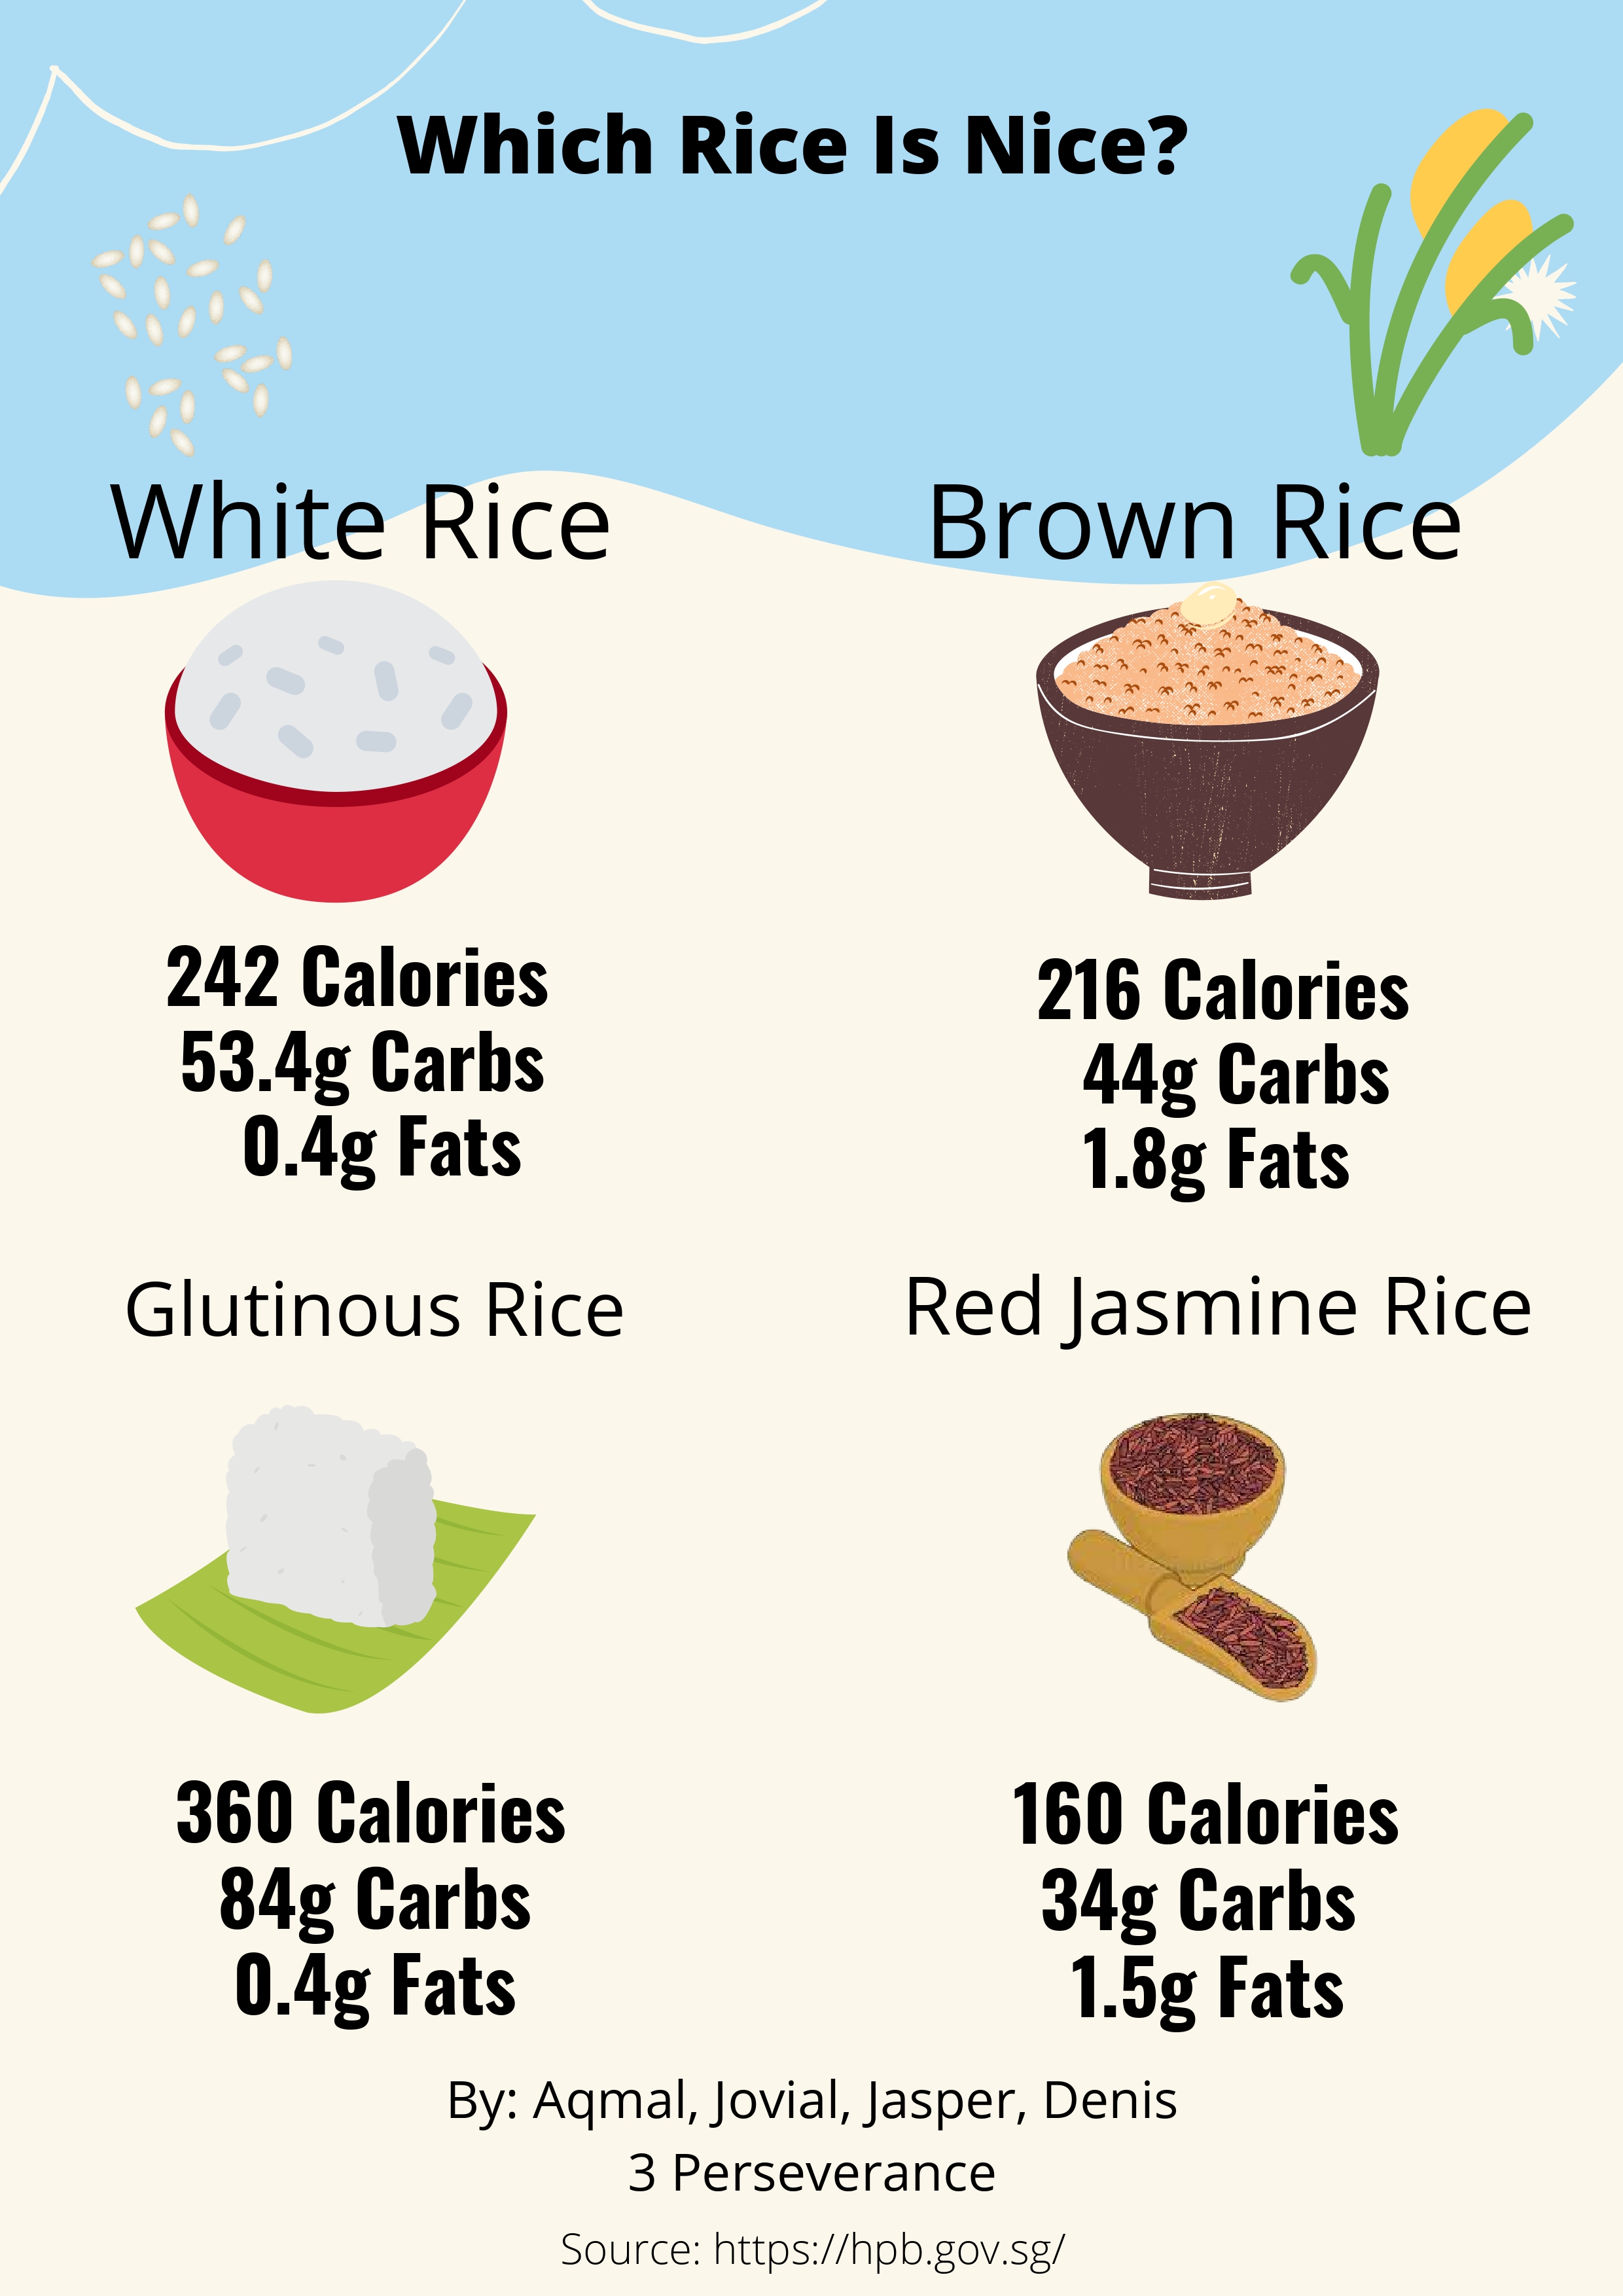 Which Rice Is Nice?
White Rice
242 Calories
53.4g Carbs
0.4g Fats
Brown Rice
216 Calories
44g Carbs
1.8g Fats
Glutinous Rice
360 Calories
84g Carbs
0.4g Fats
Red Jasmine Rice
160 Calories
34g Carbs
1.5g Fats
By: Aqmal, Jovial, Jasper, Denis
3 Perseverance
Source: https://hpb.gov.sg/